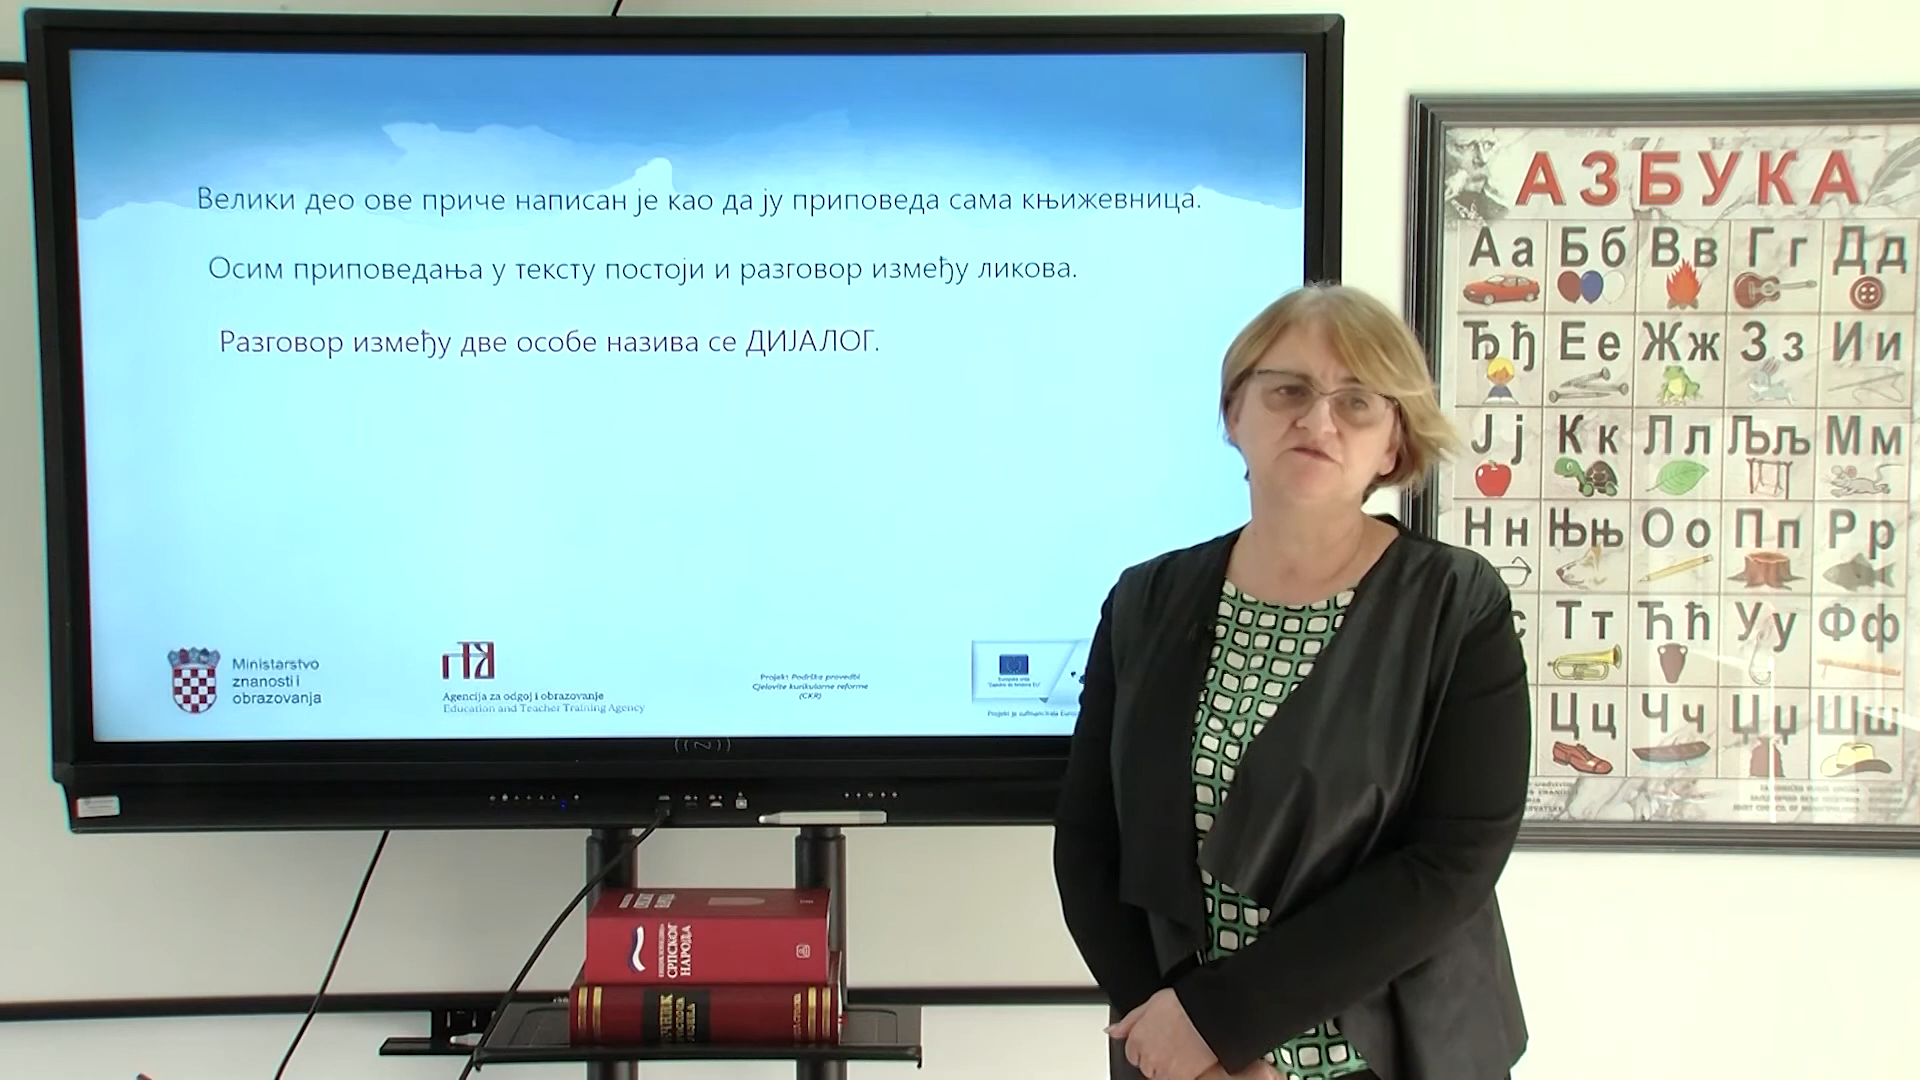 Велики део ове приче написан је као да ју приповеда сама књижевница.
Осим приповедања у тексту постоји и разговор између ликова.
Разговор између две особе назива се ДИЈАЛОГ.
Ministarstvo
znanosti i
obrazovanja
Agencija za odgoj i obrazovanje
Education and Teacher Training Agency
Projekt Podrška provedbi
Cjelovite kurikularne reforme
(CKR)
АЗБУКА
Аа Бб Вв Гг Дд
Ђђ Ее Жж Зз Ии
Јј Кк Лл Љљ Мм
Нн Њњ Оо Пп Рр
с Тт Ћћ Уу Фф
Цц Чч Џџ Шш
СРПСКОГ
НАРОДА